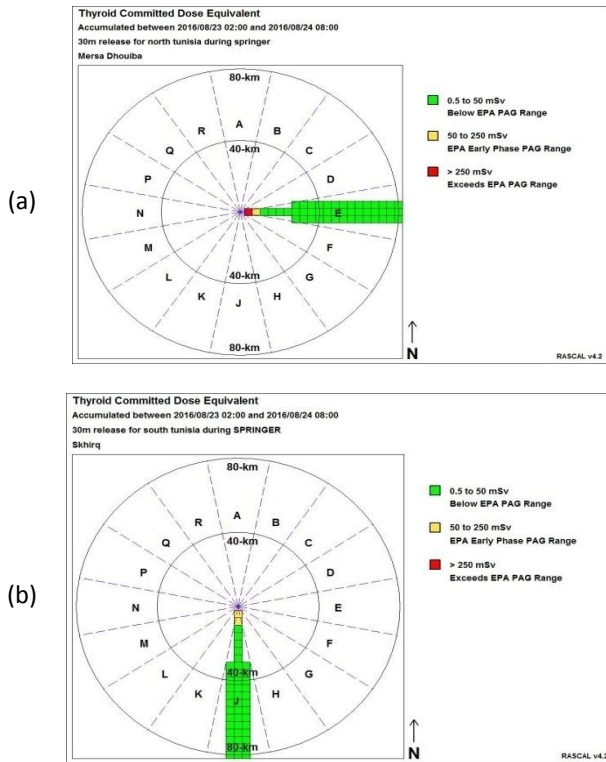 (a)
Thyroid Committed Dose Equivalent
Accumulated between 2016/08/23 02:00 and 2016/08/24 08:00
30m release for north tunisia during springer
Mersa Dhouiba
80-km
R A B
Q 40-km C
P D
N E
M F
L 40-km G
K J H
80-km
0.5 to 50 mSv
Below EPA PAG Range
50 to 250 mSv
EPA Early Phase PAG Range
> 250 mSv
Exceeds EPA PAG Range
N
RASCAL v4.2
(b)
Thyroid Committed Dose Equivalent
Accumulated between 2016/08/23 02:00 and 2016/08/24 08:00
30m release for south tunisia during SPRINGER
Skhirq
80-km
R A B
Q 40-km C
P D
N E
M F
L 40-km G
K J H
80-km
0.5 to 50 mSv
Below EPA PAG Range
50 to 250 mSv
EPA Early Phase PAG Range
> 250 mSv
Exceeds EPA PAG Range
N
RASCAL v4.2